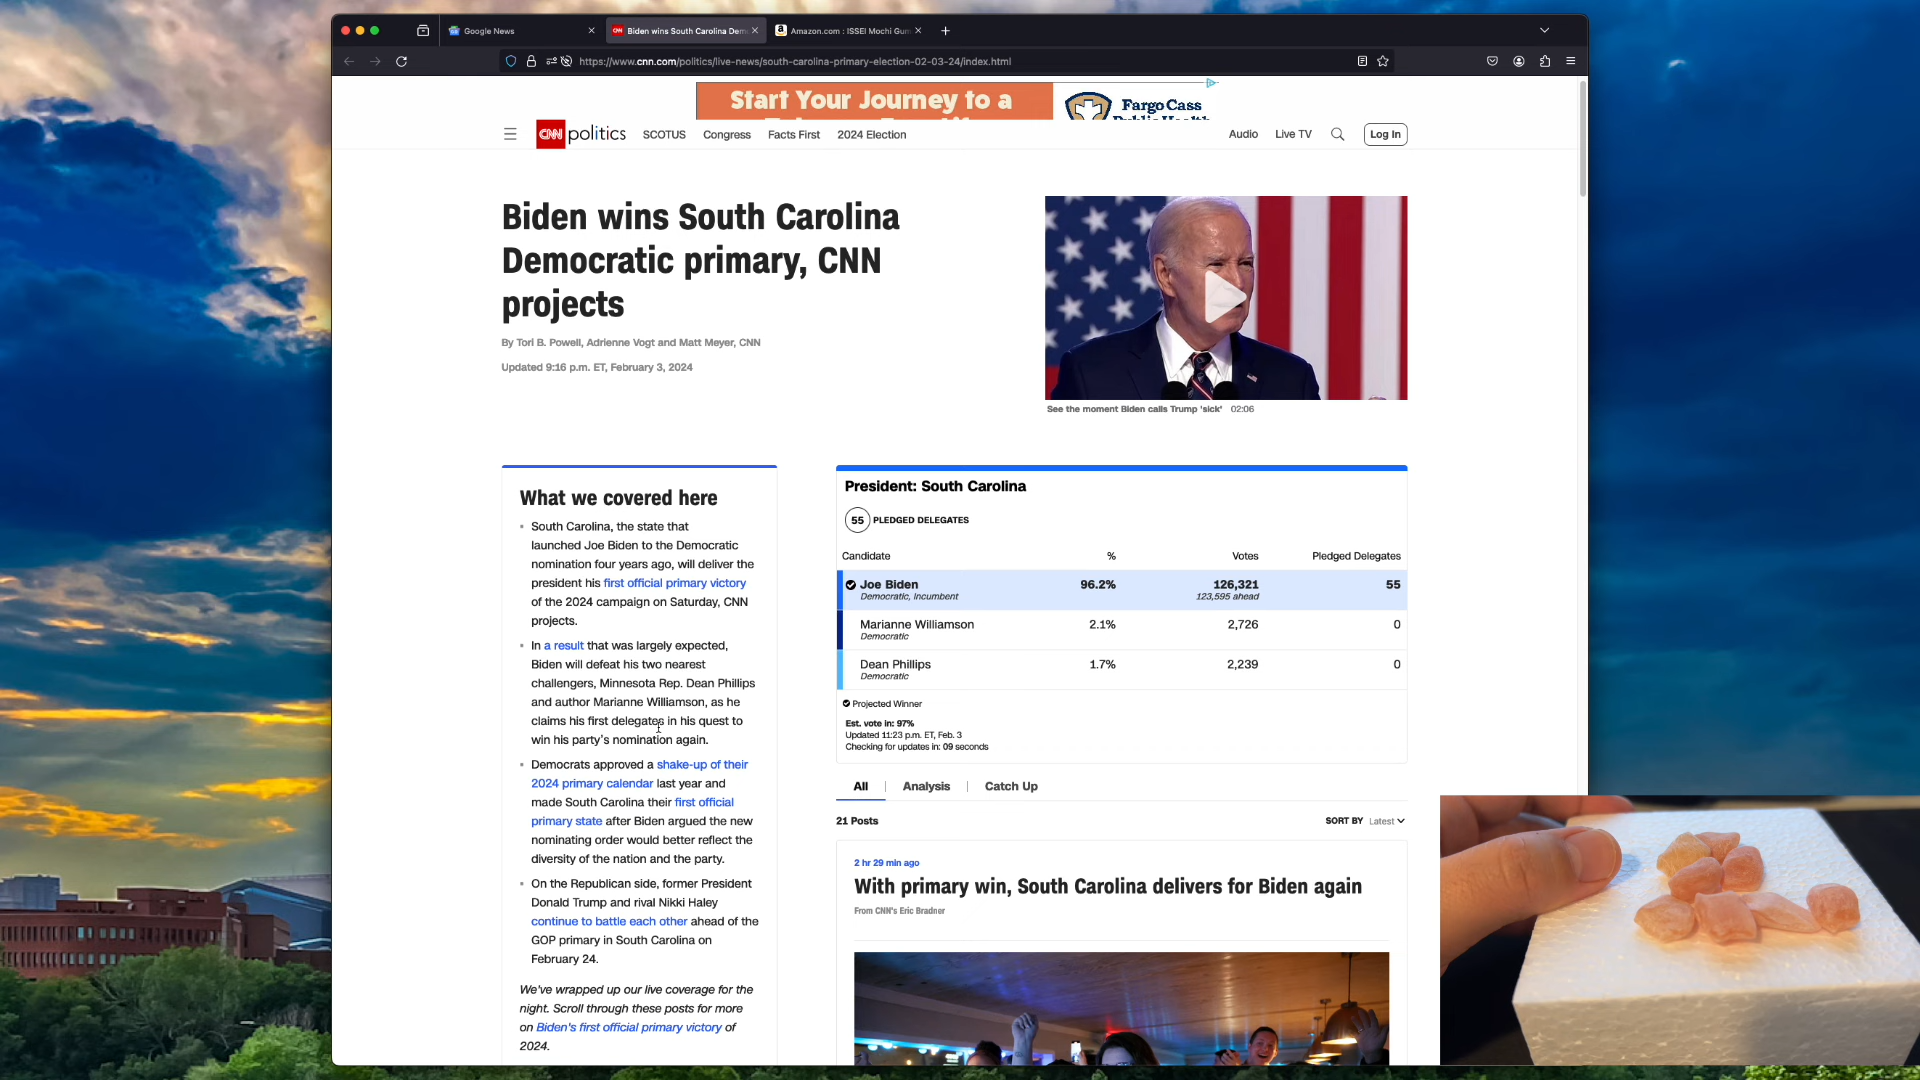 Google News
Biden wins South Carolina Dem
Amazon.com : ISSEI Mochi Gum
https://www.cnn.com/politics/live-news/south-carolina-primary-election-02-03-24/index.html
Start Your Journey to a
Fargo Cass
Public Health
CNN politics SCOTUS Congress Facts First 2024 Election
Audio Live TV Log In
Biden wins South Carolina
Democratic primary, CNN
projects
By Tori B. Powell, Adrienne Vogt and Matt Meyer, CNN
Updated 9:16 p.m. ET, February 3, 2024
See the moment Biden calls Trump 'sick' 02:06
What we covered here
• South Carolina, the state that
launched Joe Biden to the Democratic
nomination four years ago, will deliver the
president his first official primary victory
of the 2024 campaign on Saturday, CNN
projects.
• In a result that was largely expected,
Biden will defeat his two nearest
challengers, Minnesota Rep. Dean Phillips
and author Marianne Williamson, as he
claims his first delegates in his quest to
win his party's nomination again.
• Democrats approved a shake-up of their
2024 primary calendar last year and
made South Carolina their first official
primary state after Biden argued the new
nominating order would better reflect the
diversity of the nation and the party.
• On the Republican side, former President
Donald Trump and rival Nikki Haley
continue to battle each other ahead of the
GOP primary in South Carolina on
February 24.
We've wrapped up our live coverage for the
night. Scroll through these posts for more
on Biden's first official primary victory of
2024.
President: South Carolina
55 PLEDGED DELEGATES
Candidate % Votes Pledged Delegates
Joe Biden 96.2% 126,321 55
Democratic, Incumbent 123,595 ahead
Marianne Williamson 2.1% 2,726 0
Democratic
Dean Phillips 1.7% 2,239 0
Democratic
Projected Winner
Est. vote in: 97%
Updated 11:23 p.m. ET, Feb. 3
Checking for updates in: 09 seconds
All | Analysis | Catch Up
21 Posts SORT BY Latest
2 hr 29 min ago
With primary win, South Carolina delivers for Biden again
From CNN's Eric Bradner